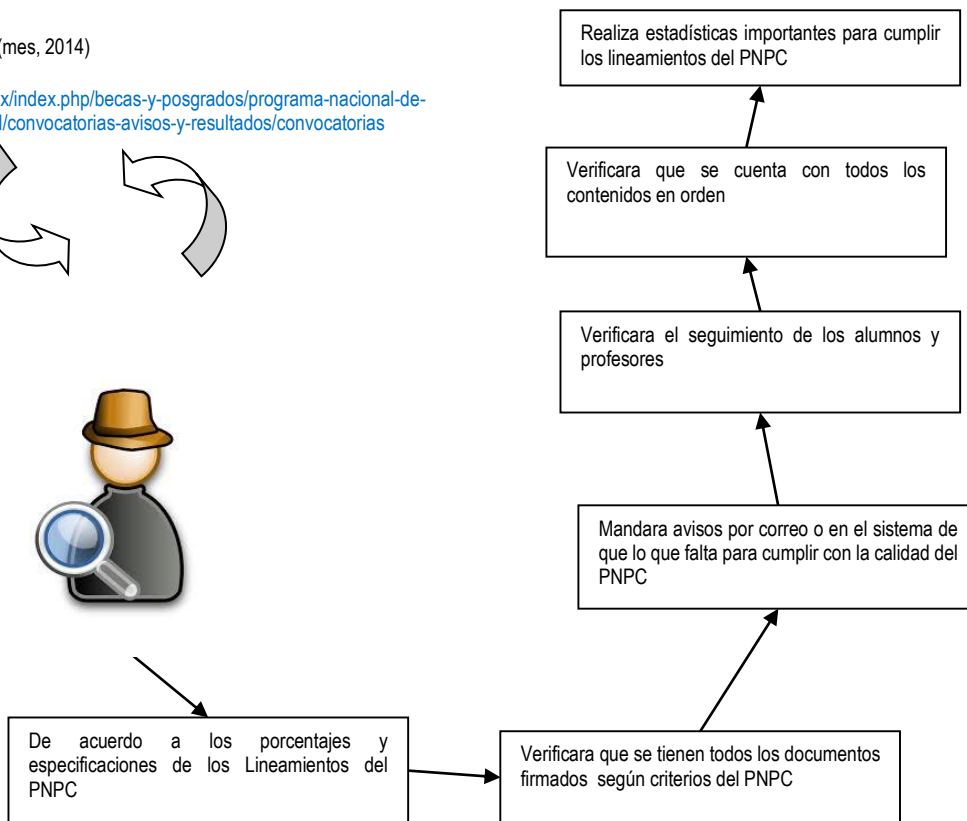 (mes, 2014)
x/index.php/becas-y-posgrados/programa-nacional-de-
/convocatorias-avisos-y-resultados/convocatorias
Realiza estadísticas importantes para cumplir
los lineamientos del PNPC
Verificara que se cuenta con todos los
contenidos en orden
Verificara el seguimiento de los alumnos y
profesores
Mandara avisos por correo o en el sistema de
que lo que falta para cumplir con la calidad del
PNPC
De acuerdo a los porcentajes y
especificaciones de los Lineamientos del
PNPC
Verificara que se tienen todos los documentos
firmados según criterios del PNPC